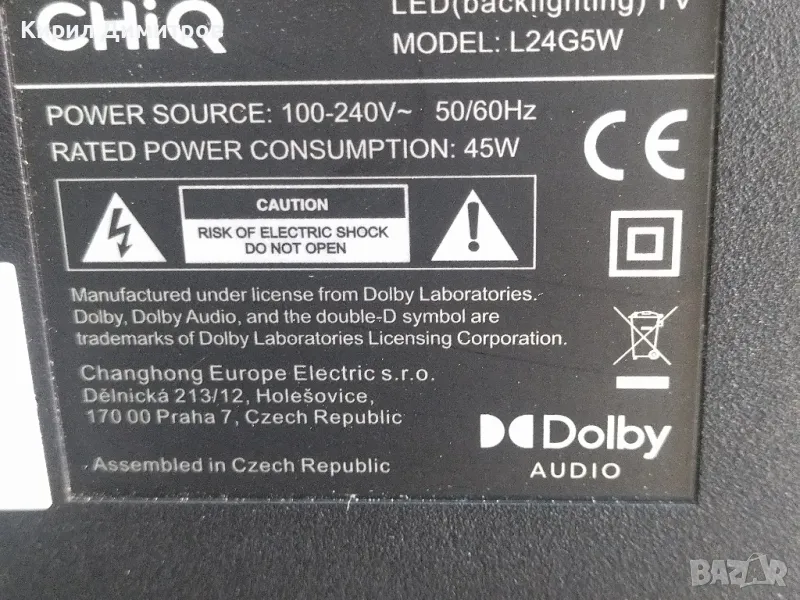 Кирил Димитров
CHiQ
LED(backlighting) TV
MODEL: L24G5W
POWER SOURCE: 100-240V~ 50/60Hz
RATED POWER CONSUMPTION: 45W
CE
CAUTION
RISK OF ELECTRIC SHOCK
DO NOT OPEN
Manufactured under license from Dolby Laboratories.
Dolby, Dolby Audio, and the double-D symbol are
trademarks of Dolby Laboratories Licensing Corporation.
Changhong Europe Electric s.r.o.
Dělnická 213/12, Holešovice,
170 00 Praha 7, Czech Republic
Assembled in Czech Republic
Dolby
AUDIO
BAZAR